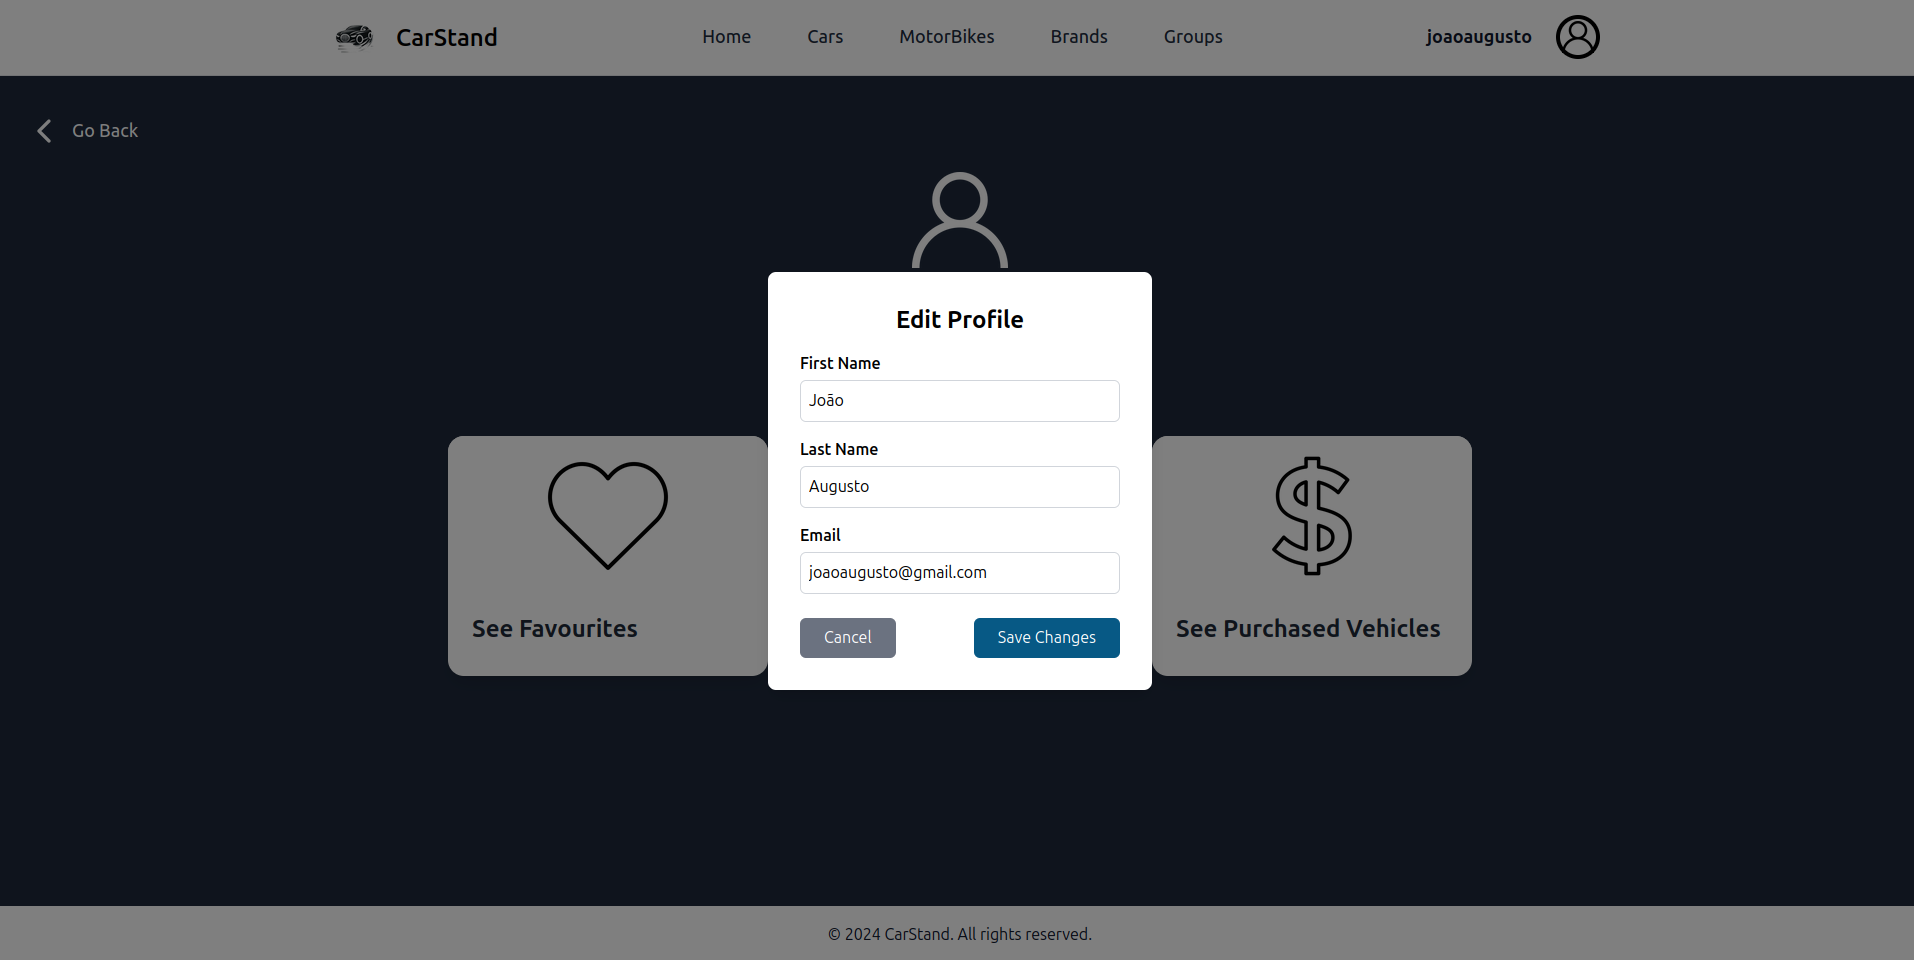 CarStand
Home
Cars
MotorBikes
Brands
Groups
joaoaugusto
Go Back
Edit Profile
First Name
João
Last Name
Augusto
Email
joaoaugusto@gmail.com
Cancel
Save Changes
See Favourites
See Purchased Vehicles
© 2024 CarStand. All rights reserved.